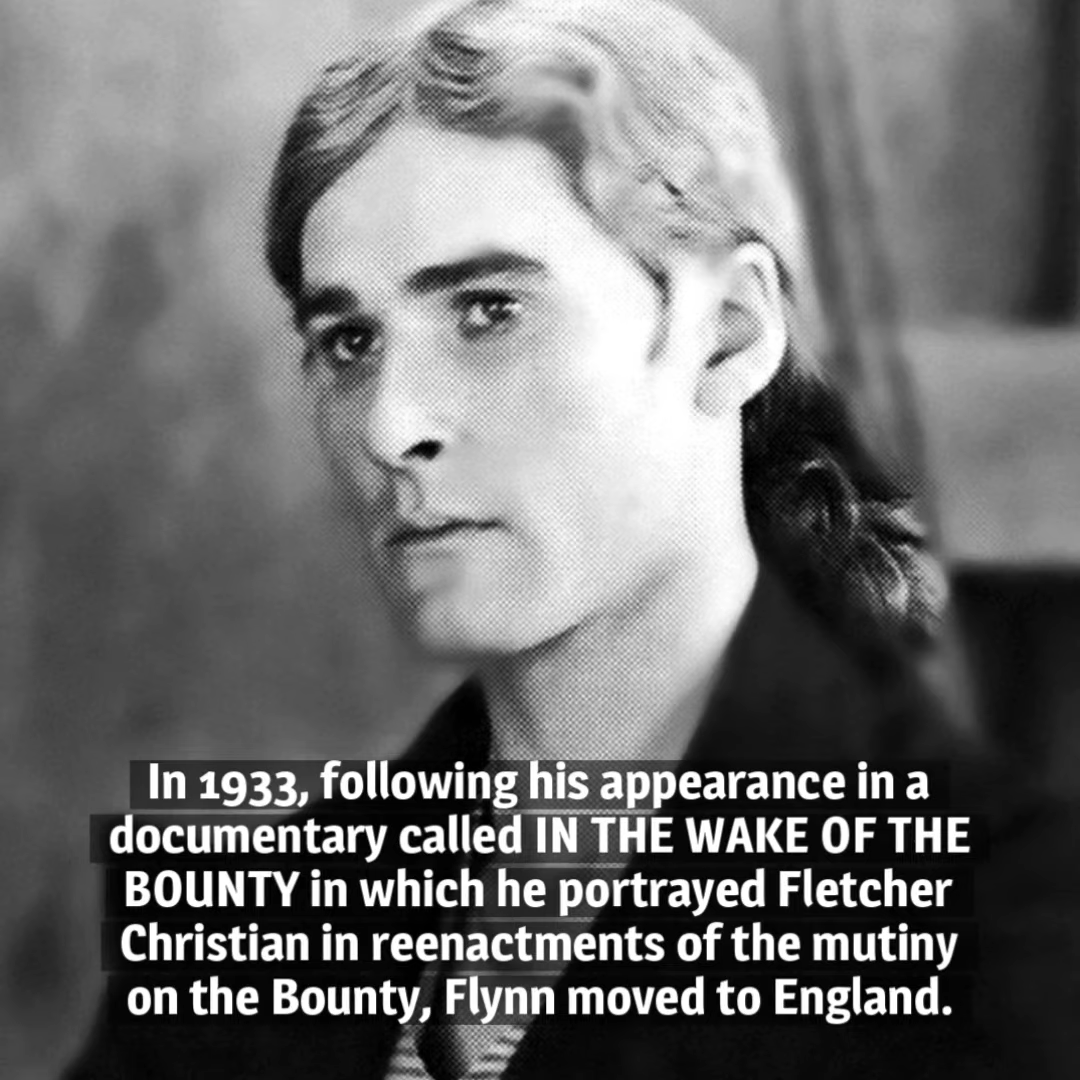 In 1933, following his appearance in a
documentary called IN THE WAKE OF THE
BOUNTY in which he portrayed Fletcher
Christian in reenactments of the mutiny
on the Bounty, Flynn moved to England.